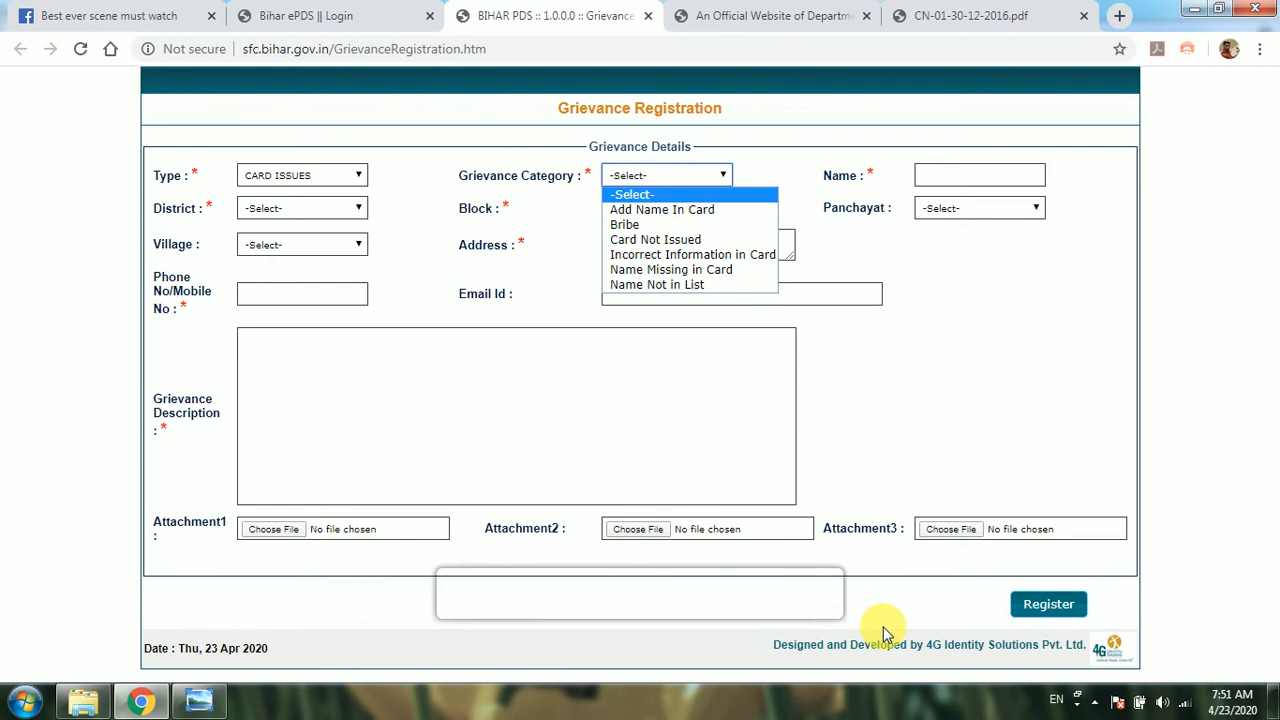 Best ever scene must watch
Bihar ePDS || Login
BIHAR PDS :: 1.0.0.0 :: Grievance
An Official Website of Departm
CN-01-30-12-2016.pdf
Not secure
sfc.bihar.gov.in/GrievanceRegistration.htm
Grievance Registration
Grievance Details
Type : *
CARD ISSUES
Grievance Category : *
-Select-
Name : *
-Select-
Add Name In Card
Bribe
Card Not Issued
Incorrect Information in Card
Name Missing in Card
Name Not in List
District : *
-Select-
Block : *
Panchayat :
-Select-
Village :
-Select-
Address : *
Phone
No/Mobile
No : *
Email Id :
Grievance
Description
: *
Attachment1
:
Choose File No file chosen
Attachment2 :
Choose File No file chosen
Attachment3 :
Choose File No file chosen
Register
Date : Thu, 23 Apr 2020
Designed and Developed by 4G Identity Solutions Pvt. Ltd.
4G
EN
7:51 AM
4/23/2020